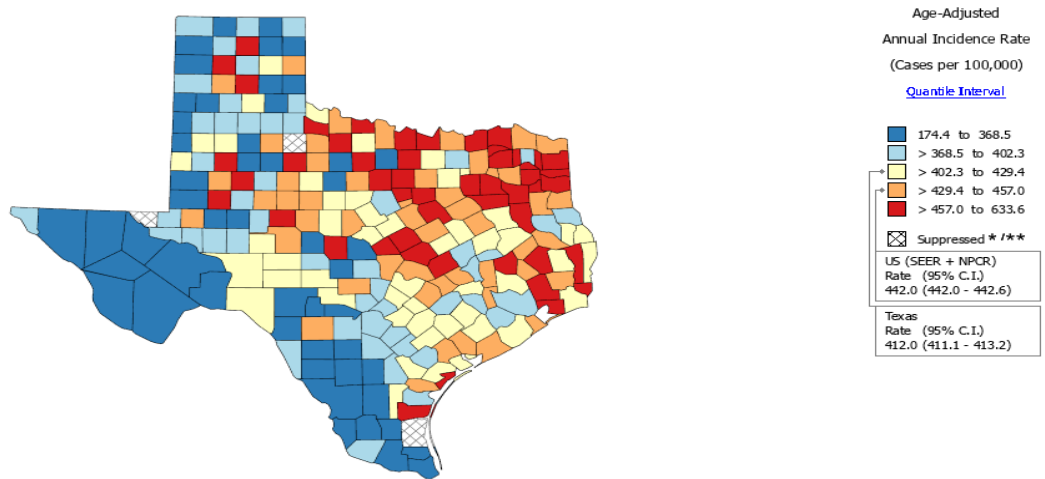 Age-Adjusted
Annual Incidence Rate
(Cases per 100,000)
Quantile Interval
174.4 to 368.5
> 368.5 to 402.3
> 402.3 to 429.4
> 429.4 to 457.0
> 457.0 to 633.6
Suppressed * /**
US (SEER + NPCR)
Rate (95% C.I.)
442.0 (442.0 - 442.6)
Texas
Rate (95% C.I.)
412.0 (411.1 - 413.2)